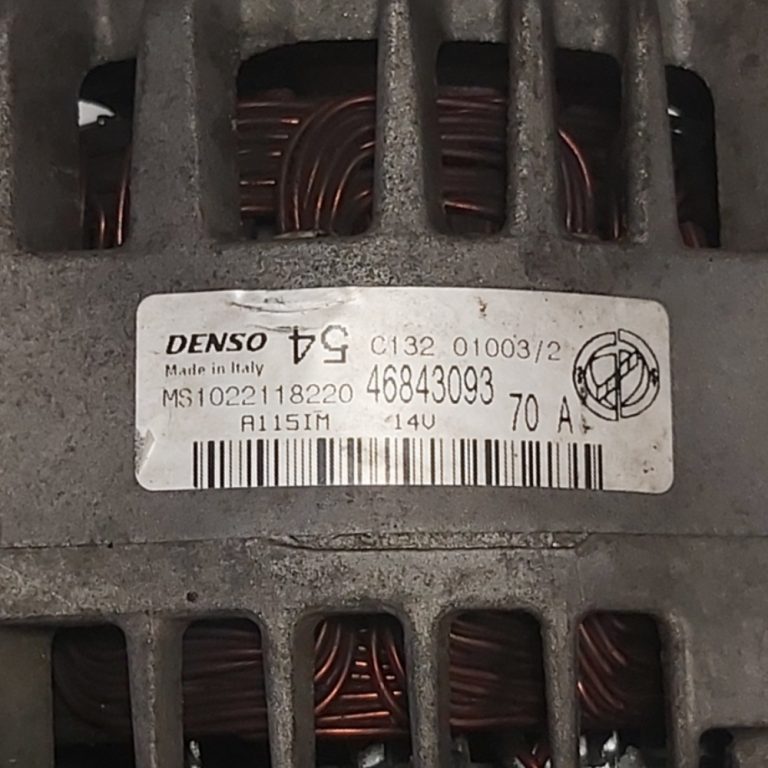 DENSO 54 C132 01003/2
Made in Italy
MS1022118220 46843093 70 A
A115IM 14V